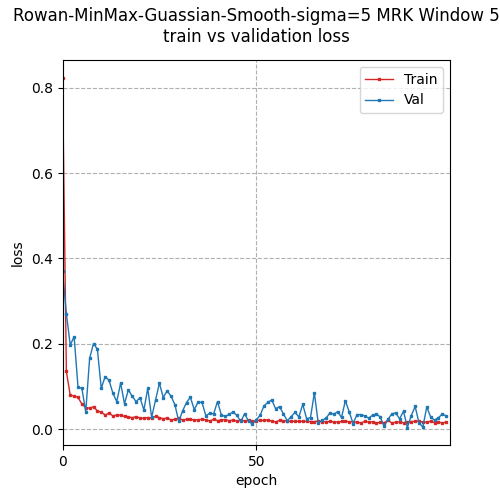 Rowan-MinMax-Guassian-Smooth-sigma=5 MRK Window 5
train vs validation loss
Train
Val
0.8
0.6
0.4
0.2
0.0
loss
0
50
epoch